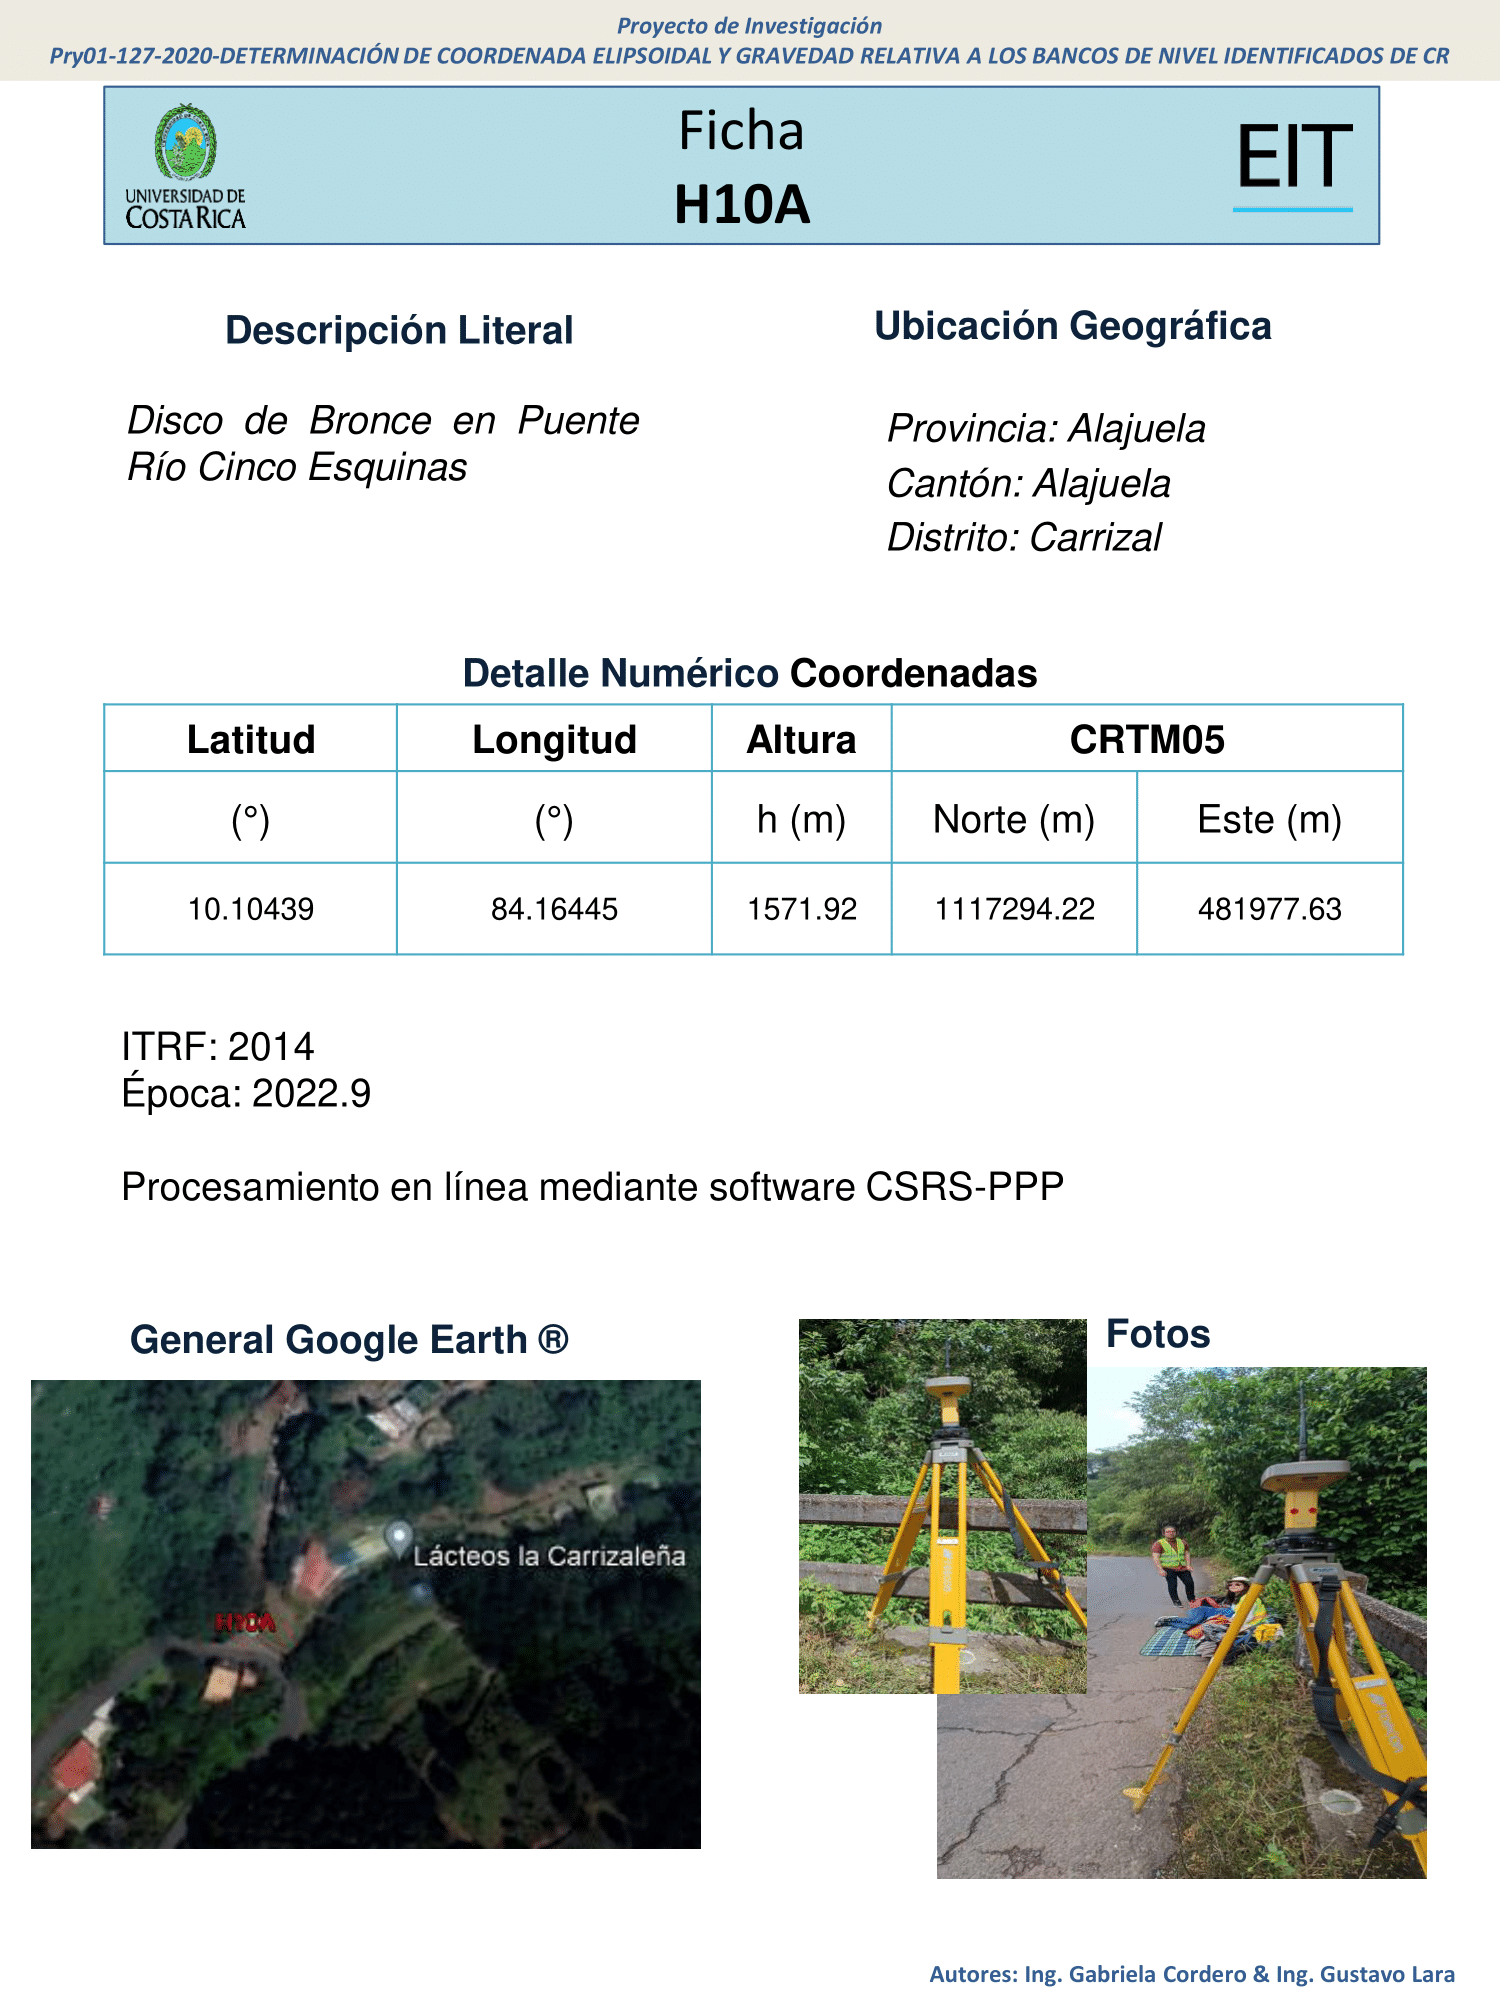 Proyecto de Investigación
Pry01-127-2020-DETERMINACIÓN DE COORDENADA ELIPSOIDAL Y GRAVEDAD RELATIVA A LOS BANCOS DE NIVEL IDENTIFICADOS DE CR
UNIVERSIDAD DE
COSTA RICA
Ficha
H10A
EIT
Descripción Literal
Disco de Bronce en Puente
Río Cinco Esquinas
Ubicación Geográfica
Provincia: Alajuela
Cantón: Alajuela
Distrito: Carrizal
Detalle Numérico Coordenadas
Latitud Longitud Altura CRTM05
(°) (°) h (m) Norte (m) Este (m)
10.10439 84.16445 1571.92 1117294.22 481977.63
ITRF: 2014
Época: 2022.9
Procesamiento en línea mediante software CSRS-PPP
General Google Earth ®
Lácteos la Carrizaleña
H10A
Fotos
Autores: Ing. Gabriela Cordero & Ing. Gustavo Lara